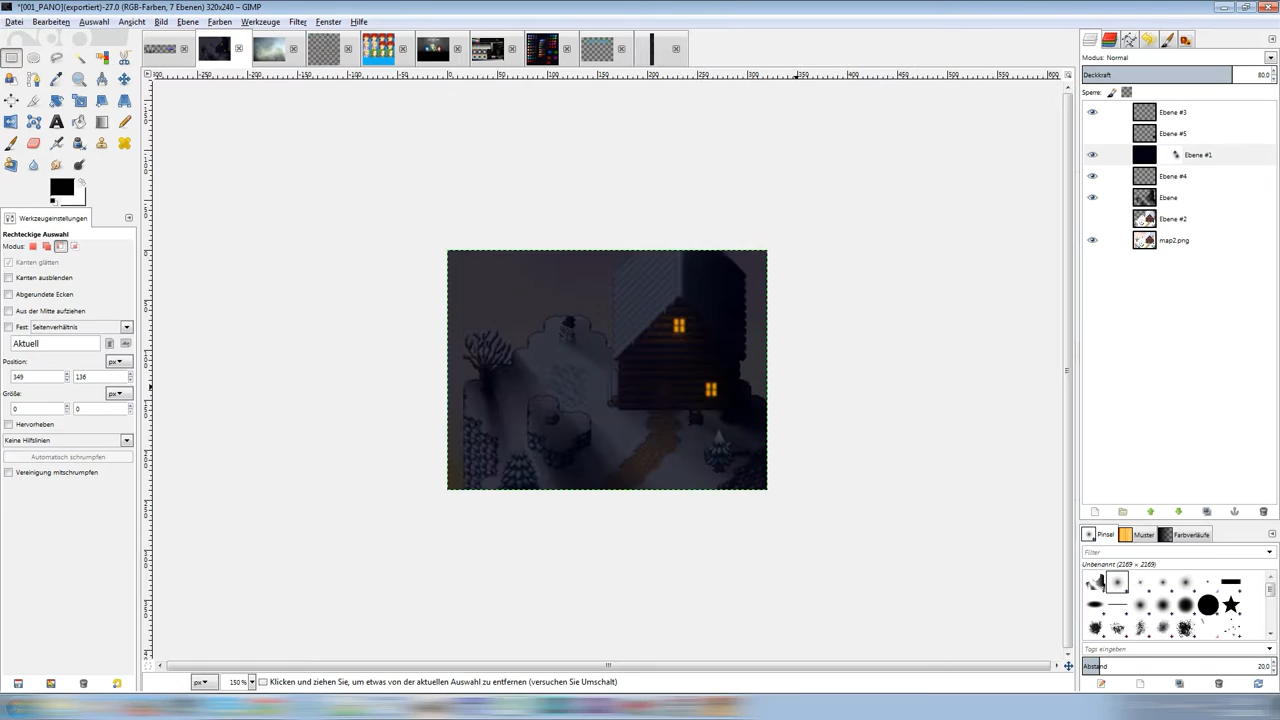 *[001_PANO](exportiert)-27.0 (RGB-Farben, 7 Ebenen) 320x240 – GIMP
Datei Bearbeiten Auswahl Ansicht Bild Ebene Farben Werkzeuge Filter Fenster Hilfe
Modus: Normal
Deckkraft 80.0
Sperre:
Ebene #3
Ebene #5
Ebene #1
Ebene #4
Ebene
Ebene #2
map2.png
Werkzeugeinstellungen
Rechteckige Auswahl
Modus:
Kanten glätten
Kanten ausblenden
Abgerundete Ecken
Aus der Mitte aufziehen
Fest: Seitenverhältnis
Aktuell
Position: px
349 136
Größe: px
0 0
Hervorheben
Keine Hilfslinien
Automatisch schrumpfen
Vereinigung mitschrumpfen
Pinsel Muster Farbverläufe
Filter
Unbenannt (2169 × 2169)
Tags eingeben
Abstand 20.0
px 150 % Klicken und ziehen Sie, um etwas von der aktuellen Auswahl zu entfernen (versuchen Sie Umschalt)